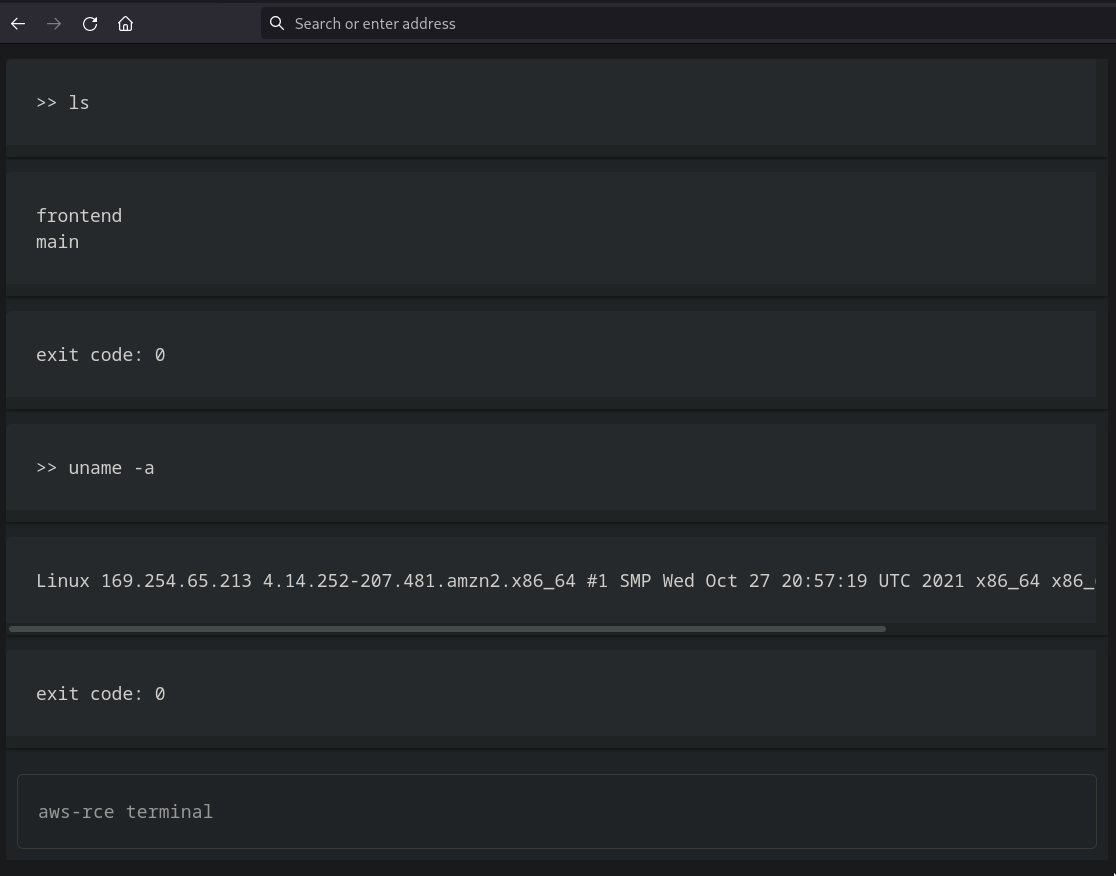 Search or enter address
>> ls
frontend
main
exit code: 0
>> uname -a
Linux 169.254.65.213 4.14.252-207.481.amzn2.x86_64 #1 SMP Wed Oct 27 20:57:19 UTC 2021 x86_64 x86_
exit code: 0
aws-rce terminal